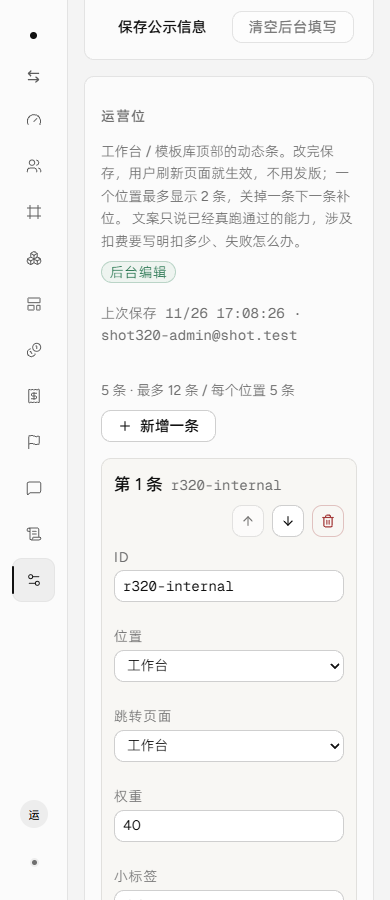 保存公示信息
清空后台填写
运营位
工作台 / 模板库顶部的动态条。改完保
存，用户刷新页面就生效，不用发版；一
个位置最多显示 2 条，关掉一条下一条补
位。 文案只说已经真跑通过的能力，涉及
扣费要写明扣多少、失败怎么办。
后台编辑
上次保存 11/26 17:08:26 ·
shot320-admin@shot.test
5 条 · 最多 12 条 / 每个位置 5 条
新增一条
第 1 条 r320-internal
ID
r320-internal
位置
工作台
跳转页面
工作台
权重
40
运
小标签